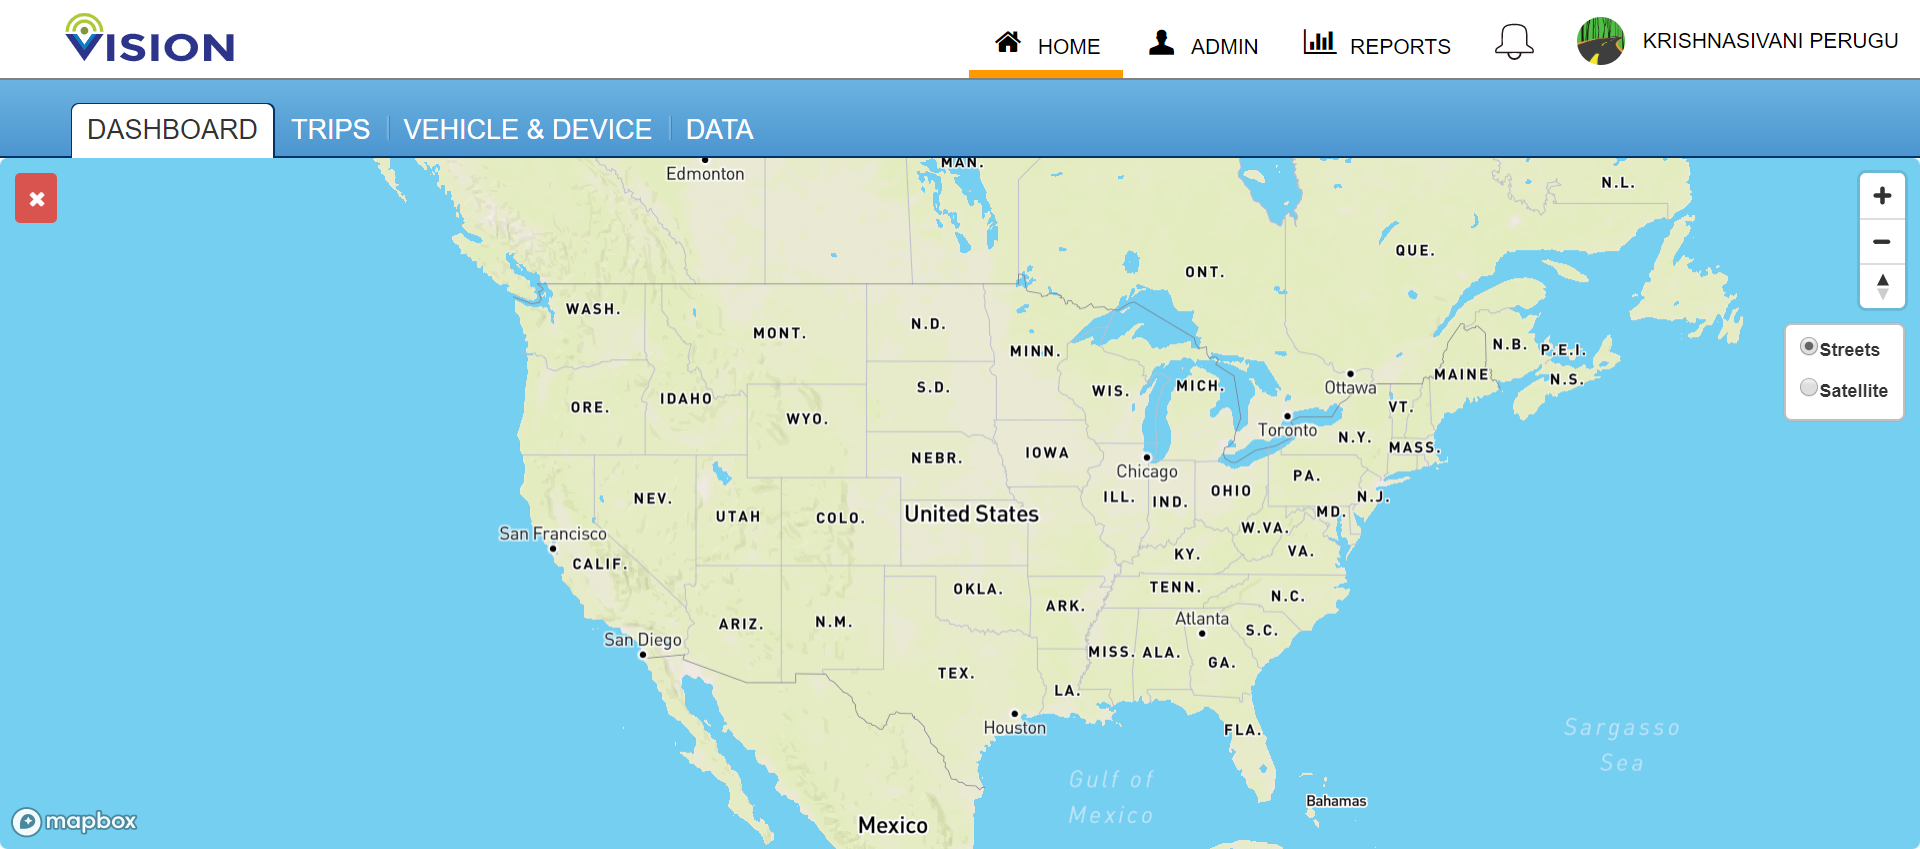 VISION
HOME
ADMIN
REPORTS
KRISHNASIVANI PERUGU
DASHBOARD
TRIPS
VEHICLE & DEVICE
DATA
Edmonton
MAN.
N.L.
QUE.
ONT.
WASH.
MONT.
N.D.
MINN.
N.B.
P.E.I.
Streets
N.S.
MAINE
Satellite
ORE.
IDAHO
WYO.
S.D.
WIS.
MICH.
Ottawa
VT.
Toronto
N.Y.
MASS.
NEBR.
IOWA
Chicago
PA.
N.J.
NEV.
UTAH
COLO.
United States
ILL.
IND.
OHIO
MD.
W.VA.
VA.
San Francisco
CALIF.
KY.
OKLA.
TENN.
N.C.
ARK.
Atlanta
S.C.
ARIZ.
N.M.
San Diego
MISS.
ALA.
GA.
TEX.
LA.
Houston
FLA.
Sargasso
Sea
Gulf of
Mexico
Bahamas
Mexico
mapbox